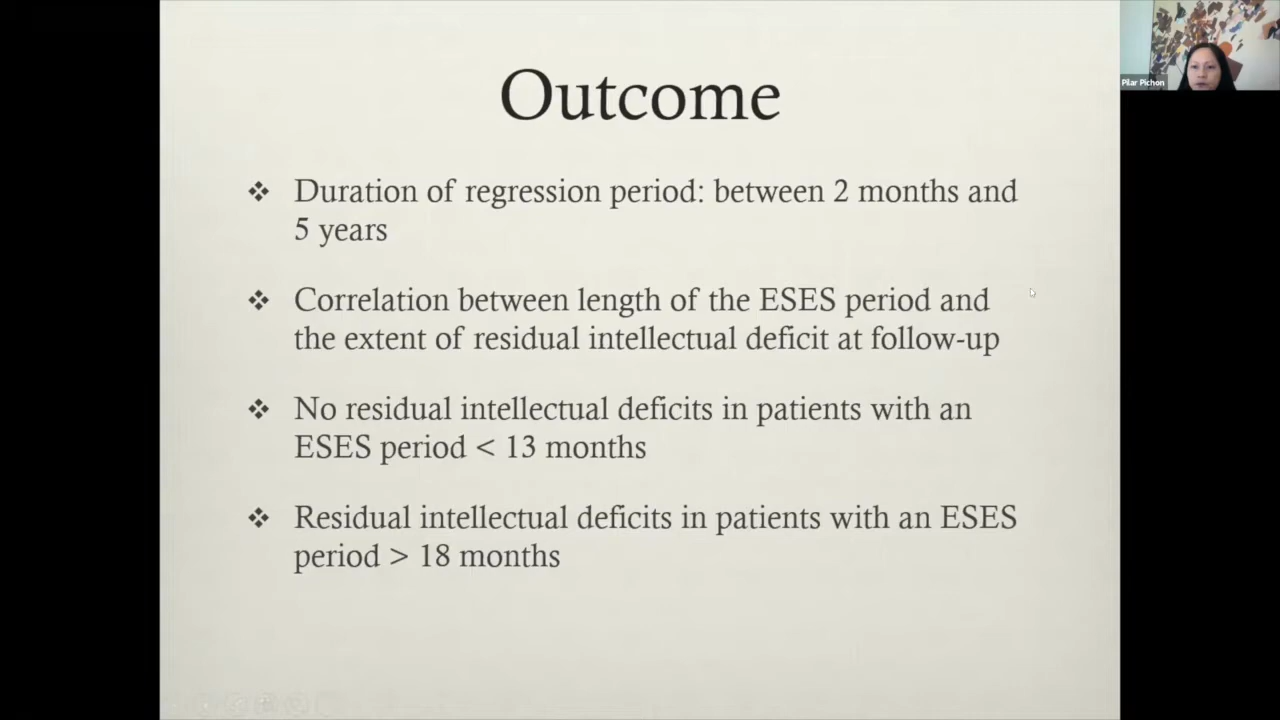 Outcome
Pilar Pichon
❖ Duration of regression period: between 2 months and
5 years
❖ Correlation between length of the ESES period and
the extent of residual intellectual deficit at follow-up
❖ No residual intellectual deficits in patients with an
ESES period < 13 months
❖ Residual intellectual deficits in patients with an ESES
period > 18 months